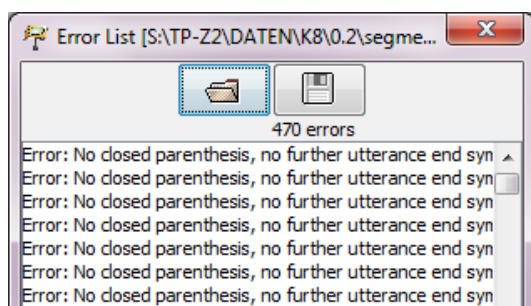 Error List [S:\TP-Z2\DATEN\K8\0.2\segme...
470 errors
Error: No closed parenthesis, no further utterance end syn
Error: No closed parenthesis, no further utterance end syn
Error: No closed parenthesis, no further utterance end syn
Error: No closed parenthesis, no further utterance end syn
Error: No closed parenthesis, no further utterance end syn
Error: No closed parenthesis, no further utterance end syn
Error: No closed parenthesis, no further utterance end syn